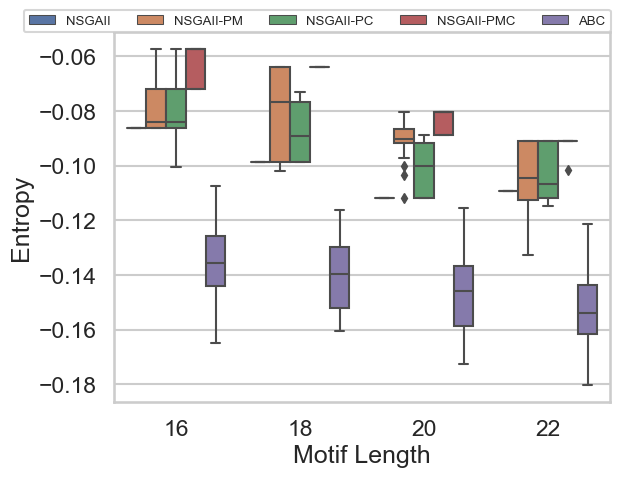 NSGAII NSGAII-PM NSGAII-PC NSGAII-PMC ABC
−0.06
−0.08
−0.10
−0.12
−0.14
−0.16
−0.18
Entropy
16 18 20 22
Motif Length